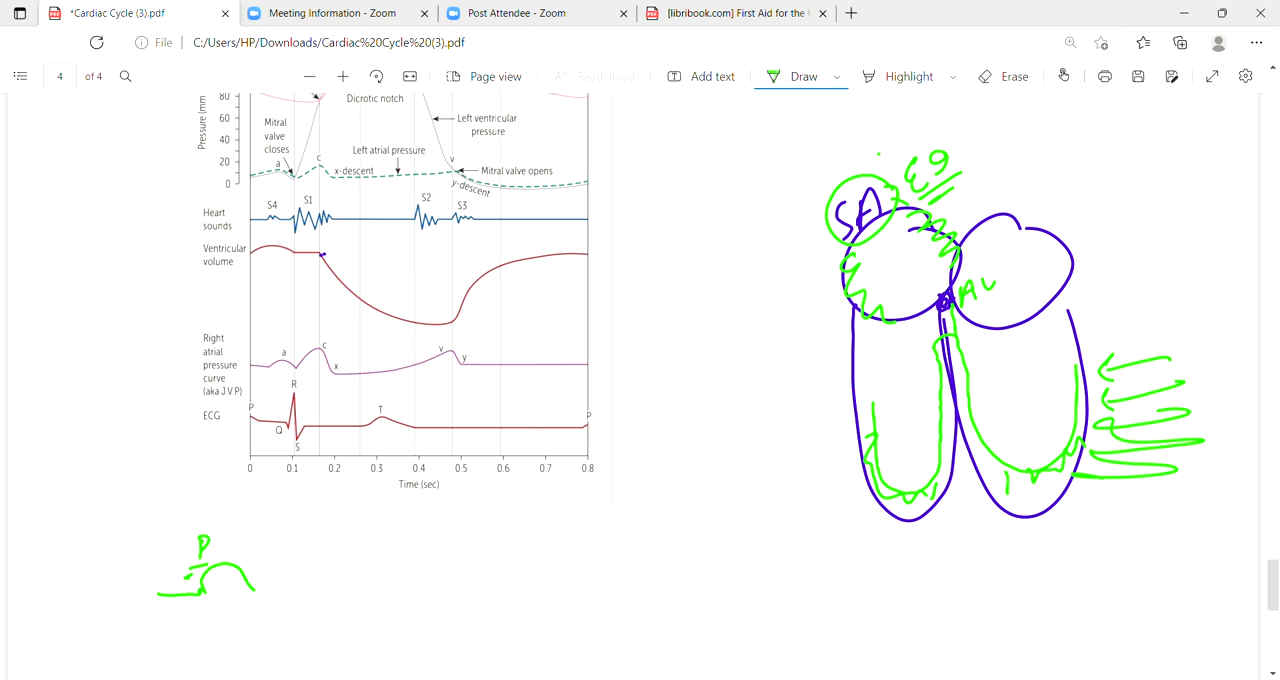 *Cardiac Cycle (3).pdf
Meeting Information - Zoom
Post Attendee - Zoom
[libribook.com] First Aid for the
File
C:/Users/HP/Downloads/Cardiac%20Cycle%20(3).pdf
4 of 4
Page view
Read aloud
Add text
Draw
Highlight
Erase
Pressure (mm
80
60
40
20
0
Dicrotic notch
Left ventricular
pressure
Mitral
valve
closes
Left atrial pressure
a
c
x-descent
v
Mitral valve opens
y-descent
Heart
sounds
S4
S1
S2
S3
Ventricular
volume
Right
atrial
pressure
curve
(aka J.V.P)
a
c
x
v
y
ECG
P
Q
R
S
T
P
0 0.1 0.2 0.3 0.4 0.5 0.6 0.7 0.8
Time (sec)
SA
AV
P